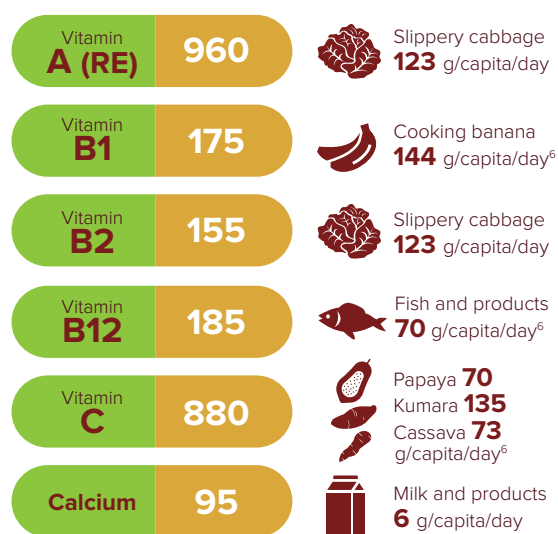 Vitamin
A (RE)
960
Slippery cabbage
123 g/capita/day
Vitamin
B1
175
Cooking banana
144 g/capita/day⁶
Vitamin
B2
155
Slippery cabbage
123 g/capita/day
Vitamin
B12
185
Fish and products
70 g/capita/day⁶
Vitamin
C
880
Papaya 70
Kumara 135
Cassava 73
g/capita/day⁶
Calcium
95
Milk and products
6 g/capita/day